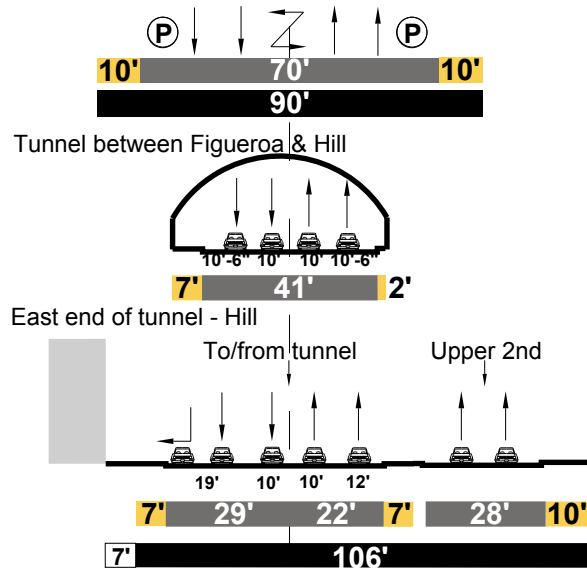 P P
10' 70' 10'
90'
Tunnel between Figueroa & Hill
10'-6" 10' 10' 10'-6"
7' 41' 2'
East end of tunnel - Hill
To/from tunnel Upper 2nd
19' 10' 10' 12'
7' 29' 22' 7' 28' 10'
7' 106'